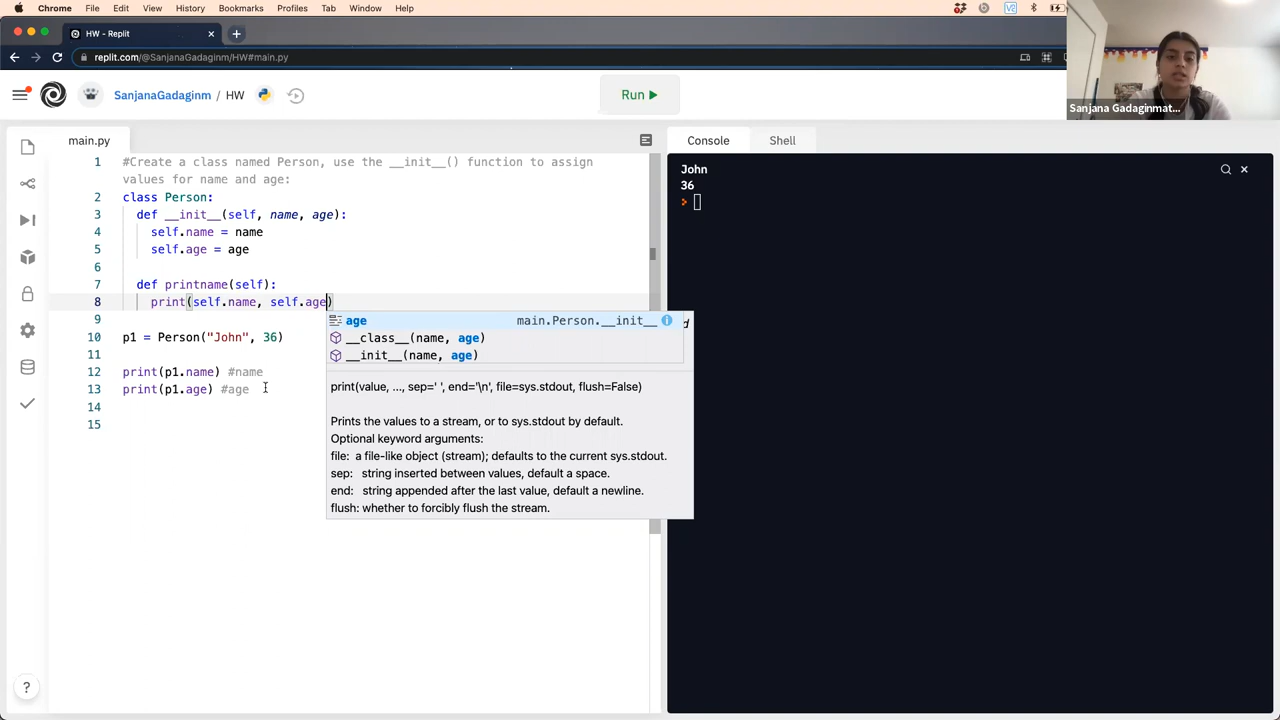 Chrome File Edit View History Bookmarks Profiles Tab Window Help
HW - Replit
replit.com/@SanjanaGadaginm/HW#main.py
Sanjana Gadaginmat...
SanjanaGadaginm / HW
Run
main.py
1 #Create a class named Person, use the __init__() function to assign
values for name and age:
2 class Person:
3 def __init__(self, name, age):
4 self.name = name
5 self.age = age
6
7 def printname(self):
8 print(self.name, self.age)
9
10 p1 = Person("John", 36)
11
12 print(p1.name) #name
13 print(p1.age) #age
14
15
age main.Person.__init__
__class__(name, age)
__init__(name, age)
print(value, ..., sep=' ', end='\n', file=sys.stdout, flush=False)
Prints the values to a stream, or to sys.stdout by default.
Optional keyword arguments:
file: a file-like object (stream); defaults to the current sys.stdout.
sep: string inserted between values, default a space.
end: string appended after the last value, default a newline.
flush: whether to forcibly flush the stream.
?
Console Shell
John
36